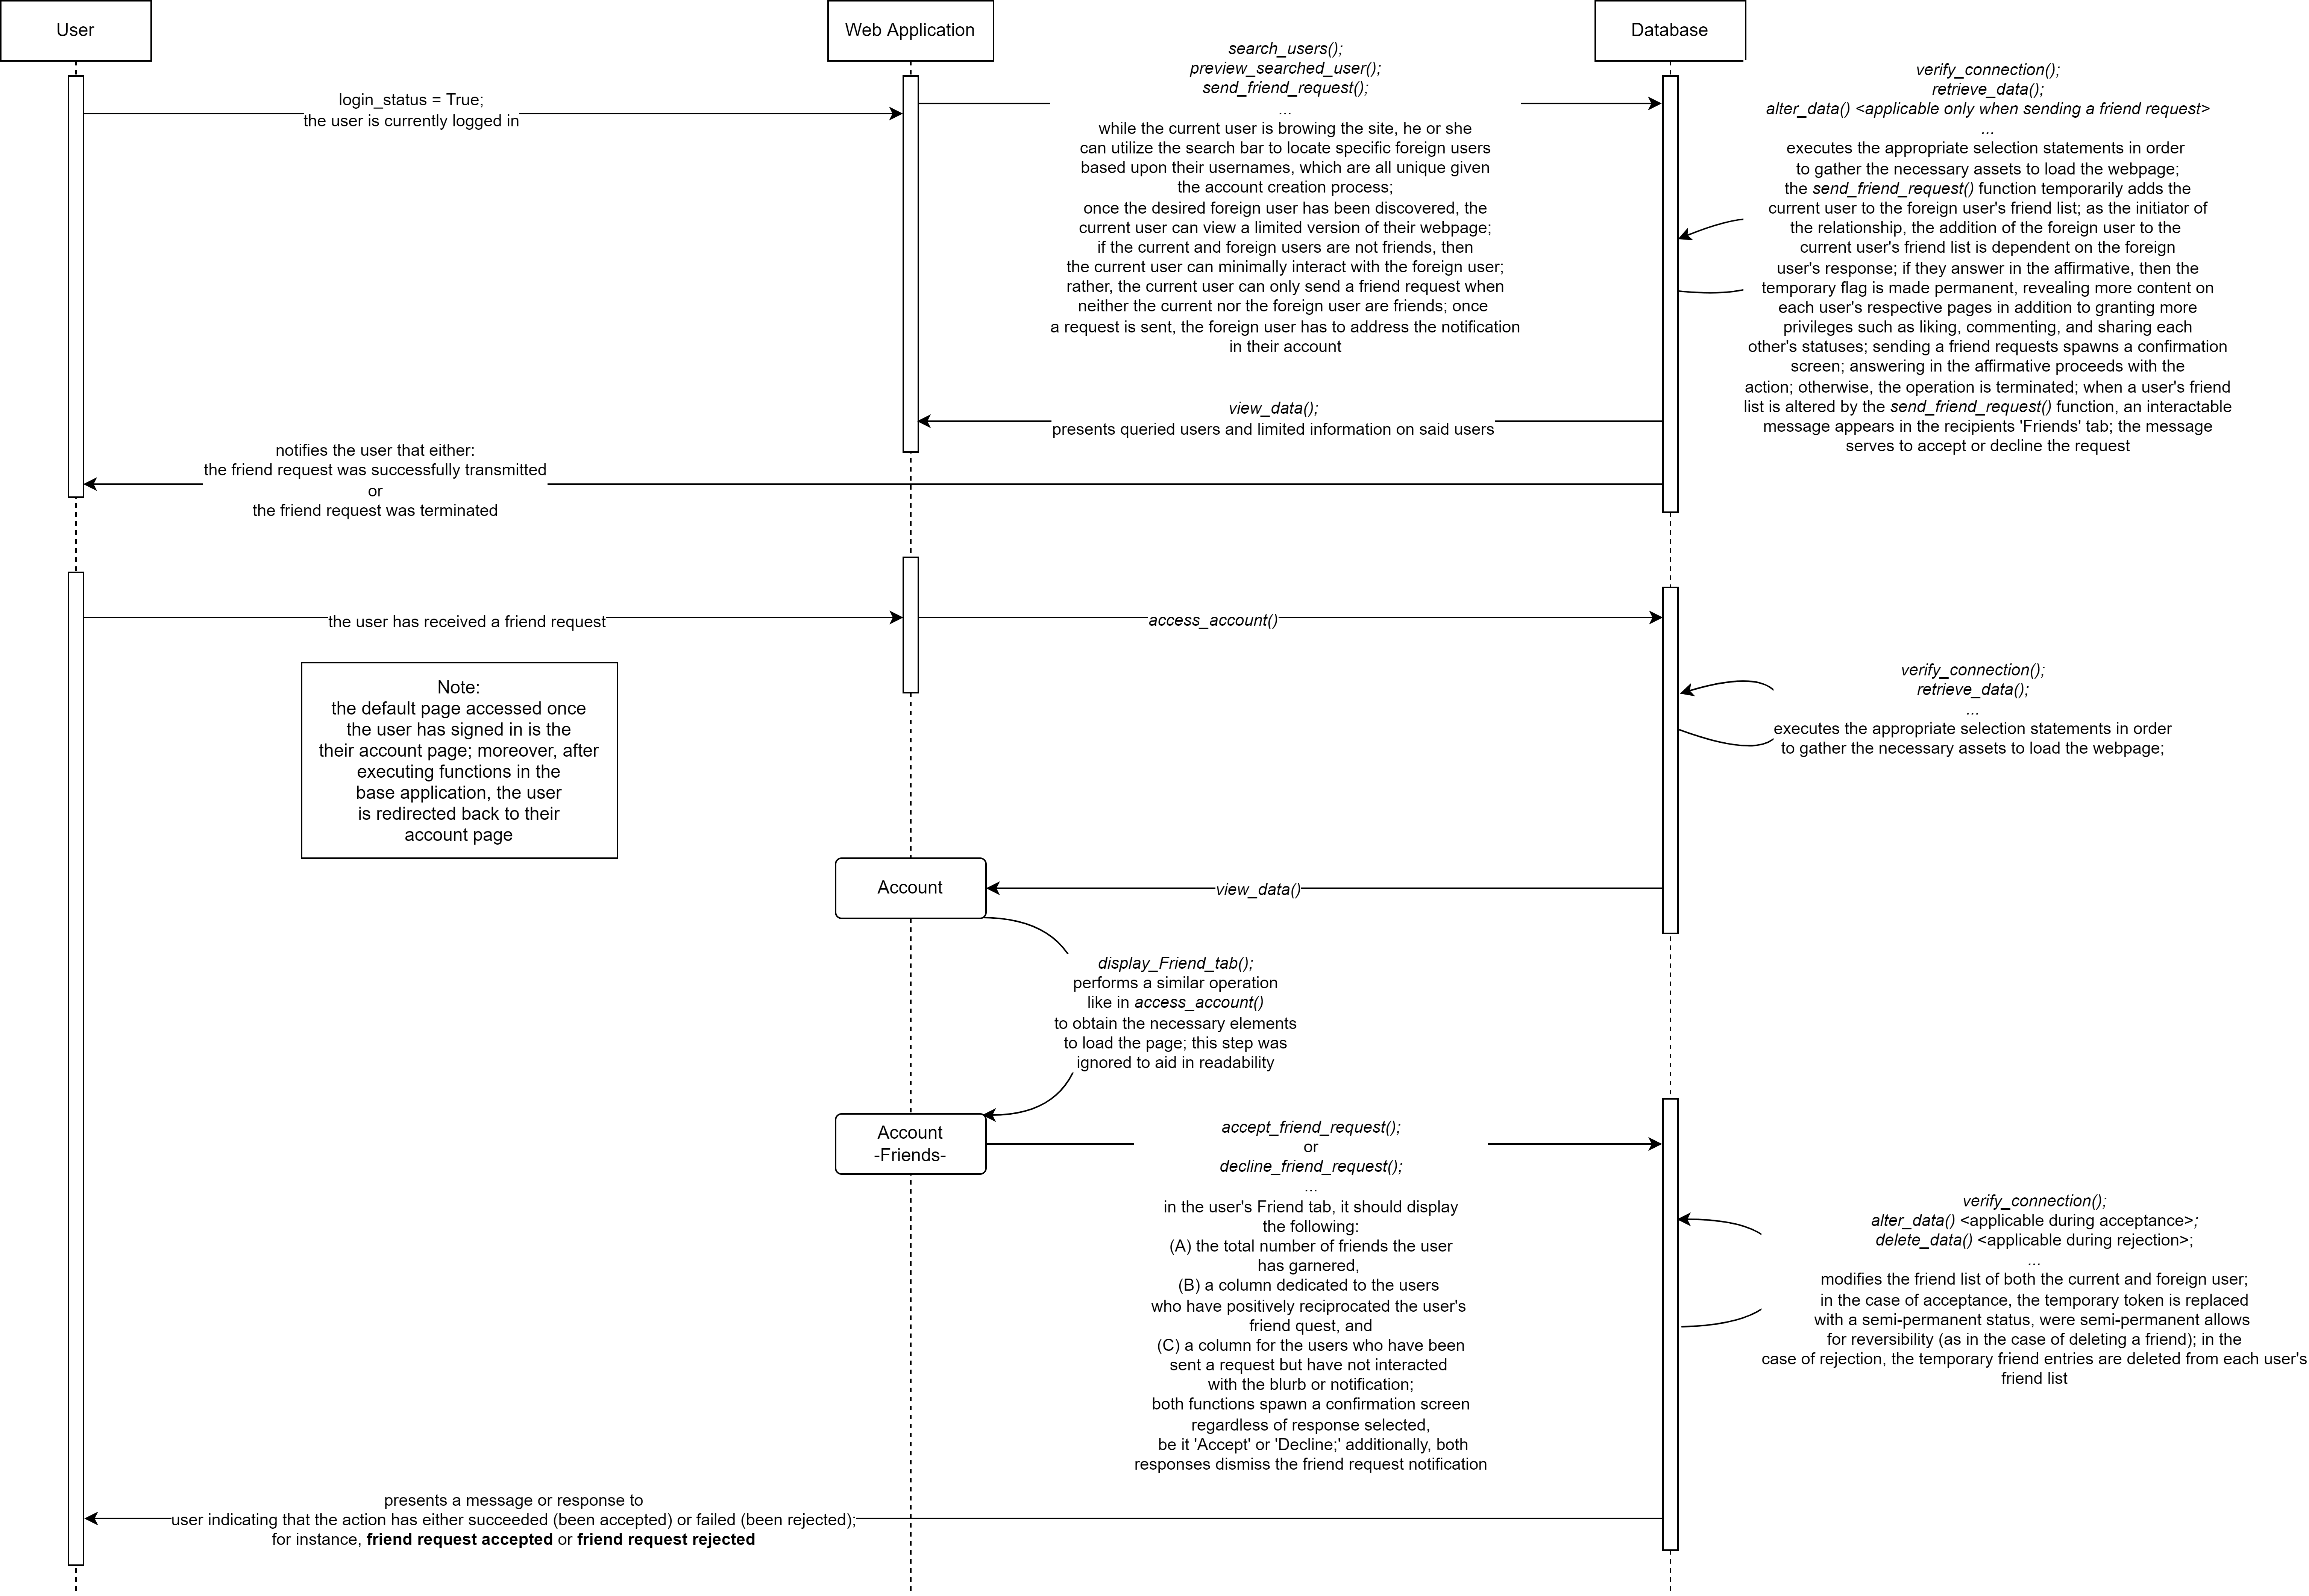 User
Web Application
Database
login_status = True;
the user is currently logged in
search_users();
preview_searched_user();
send_friend_request();
...
while the current user is browing the site, he or she
can utilize the search bar to locate specific foreign users
based upon their usernames, which are all unique given
the account creation process;
once the desired foreign user has been discovered, the
current user can view a limited version of their webpage;
if the current and foreign users are not friends, then
the current user can minimally interact with the foreign user;
rather, the current user can only send a friend request when
neither the current nor the foreign user are friends; once
a request is sent, the foreign user has to address the notification
in their account
verify_connection();
retrieve_data();
alter_data() <applicable only when sending a friend request>
...
executes the appropriate selection statements in order
to gather the necessary assets to load the webpage;
the send_friend_request() function temporarily adds the
current user to the foreign user's friend list; as the initiator of
the relationship, the addition of the foreign user to the
current user's friend list is dependent on the foreign
user's response; if they answer in the affirmative, then the
temporary flag is made permanent, revealing more content on
each user's respective pages in addition to granting more
privileges such as liking, commenting, and sharing each
other's statuses; sending a friend requests spawns a confirmation
screen; answering in the affirmative proceeds with the
action; otherwise, the operation is terminated; when a user's friend
list is altered by the send_friend_request() function, an interactable
message appears in the recipients 'Friends' tab; the message
serves to accept or decline the request
view_data();
presents queried users and limited information on said users
notifies the user that either:
the friend request was successfully transmitted
or
the friend request was terminated
the user has received a friend request
access_account()
Note:
the default page accessed once
the user has signed in is the
their account page; moreover, after
executing functions in the
base application, the user
is redirected back to their
account page
verify_connection();
retrieve_data();
...
executes the appropriate selection statements in order
to gather the necessary assets to load the webpage;
Account
view_data()
display_Friend_tab();
performs a similar operation
like in access_account()
to obtain the necessary elements
to load the page; this step was
ignored to aid in readability
Account
-Friends-
accept_friend_request();
or
decline_friend_request();
...
in the user's Friend tab, it should display
the following:
(A) the total number of friends the user
has garnered,
(B) a column dedicated to the users
who have positively reciprocated the user's
friend quest, and
(C) a column for the users who have been
sent a request but have not interacted
with the blurb or notification;
both functions spawn a confirmation screen
regardless of response selected,
be it 'Accept' or 'Decline;' additionally, both
responses dismiss the friend request notification
verify_connection();
alter_data() <applicable during acceptance>;
delete_data() <applicable during rejection>;
...
modifies the friend list of both the current and foreign user;
in the case of acceptance, the temporary token is replaced
with a semi-permanent status, were semi-permanent allows
for reversibility (as in the case of deleting a friend); in the
case of rejection, the temporary friend entries are deleted from each user's
friend list
presents a message or response to
user indicating that the action has either succeeded (been accepted) or failed (been rejected);
for instance, friend request accepted or friend request rejected